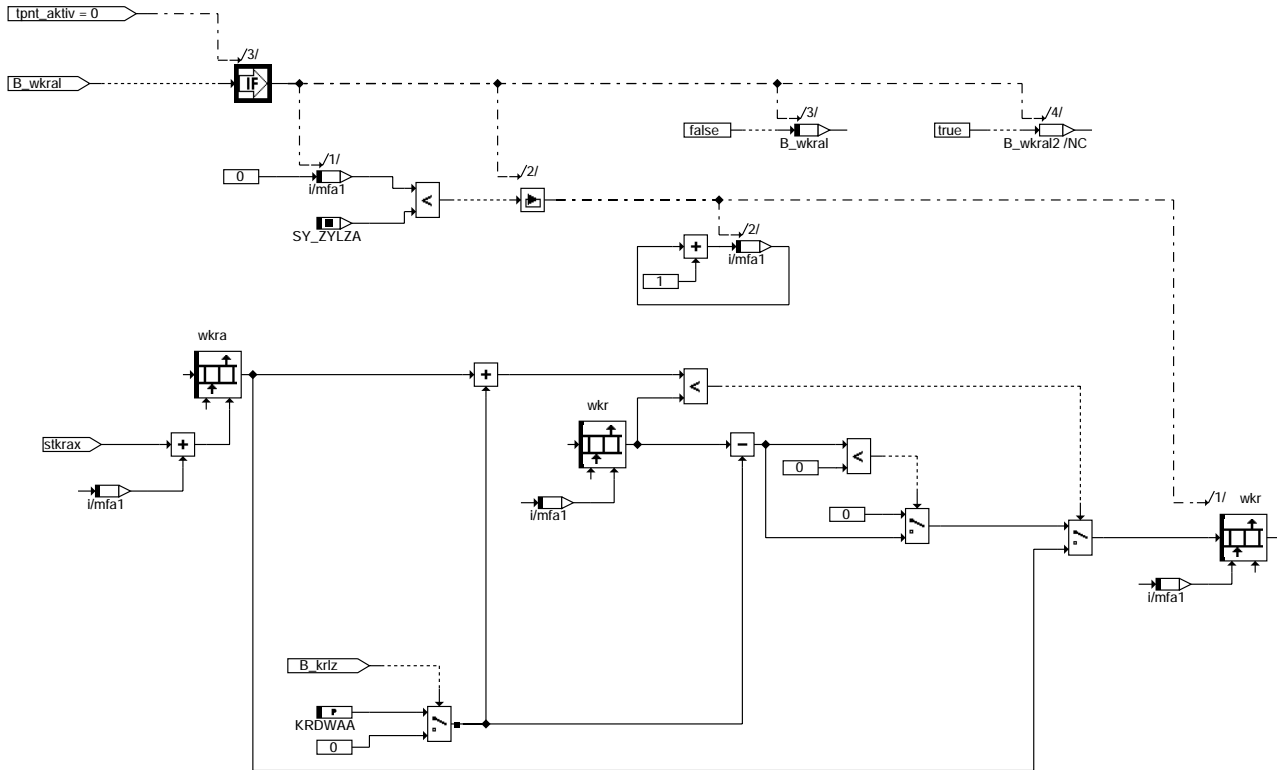 tpnt_aktiv = 0
/3/
B_wkral
IF
/3/
/4/
false
true
B_wkral
B_wkral2 /NC
/1/
/2/
0
i/mfa1
<
SY_ZYLZA
/2/
+
i/mfa1
1
wkra
+
<
wkr
stkrax
+
-
<
0
i/mfa1
i/mfa1
0
/1/
wkr
i/mfa1
B_krlz
P
KRDWAA
0